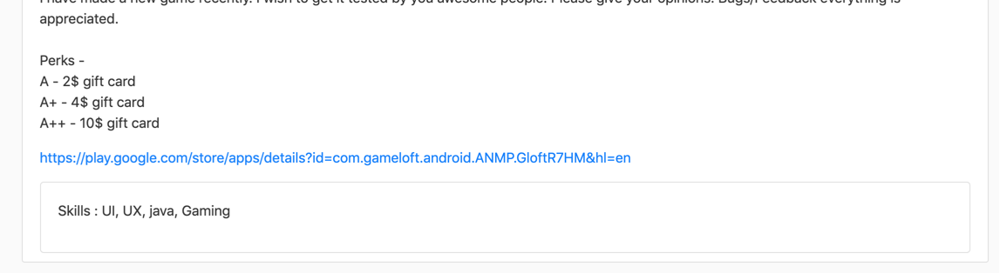 I have made a new game recently. I wish to get it tested by you awesome people. Please give your opinions. Bugs/Feedback everything is
appreciated.
Perks -
A - 2$ gift card
A+ - 4$ gift card
A++ - 10$ gift card
https://play.google.com/store/apps/details?id=com.gameloft.android.ANMP.GloftR7HM&hl=en
Skills : UI, UX, java, Gaming